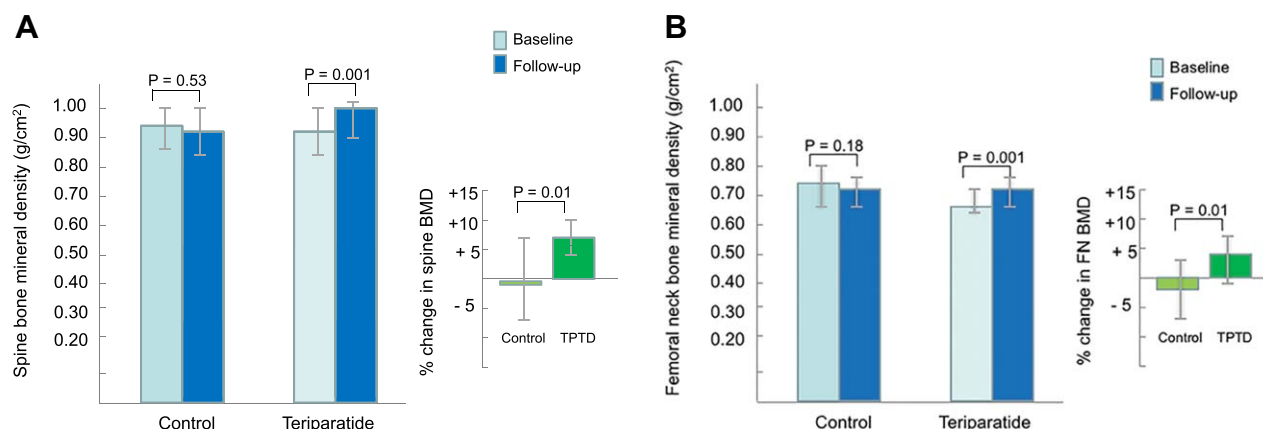 A
Baseline
Follow-up
Spine bone mineral density (g/cm²)
1.00
0.90
0.80
0.70
0.60
0.50
0.40
0.30
0.20
P = 0.53
P = 0.001
Control
Teriparatide
% change in spine BMD
+15
+10
+ 5
- 5
P = 0.01
Control
TPTD
B
Baseline
Follow-up
Femoral neck bone mineral density (g/cm²)
1.00
0.90
0.80
0.70
0.60
0.50
0.40
0.30
0.20
P = 0.18
P = 0.001
Control
Teriparatide
% change in FN BMD
+15
+10
+5
- 5
P = 0.01
Control
TPTD